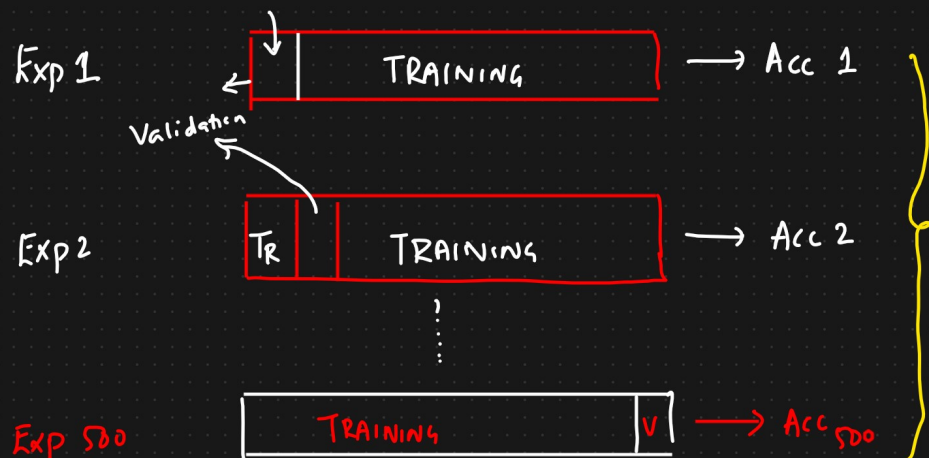 Exp 1 TRAINING → Acc 1
Validation
Exp 2 TR TRAINING → Acc 2
Exp 500 TRAINING V → Acc 500